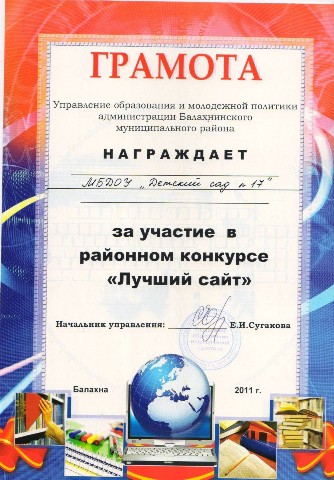 ГРАМОТА
Управление образования и молодежной политики
администрации Балахнинского
муниципального района
НАГРАЖДАЕТ
МБДОУ „Детский сад № 17"
за участие в
районном конкурсе
«Лучший сайт»
Начальник управления: Е.И.Сугакова
Балахна 2011 г.